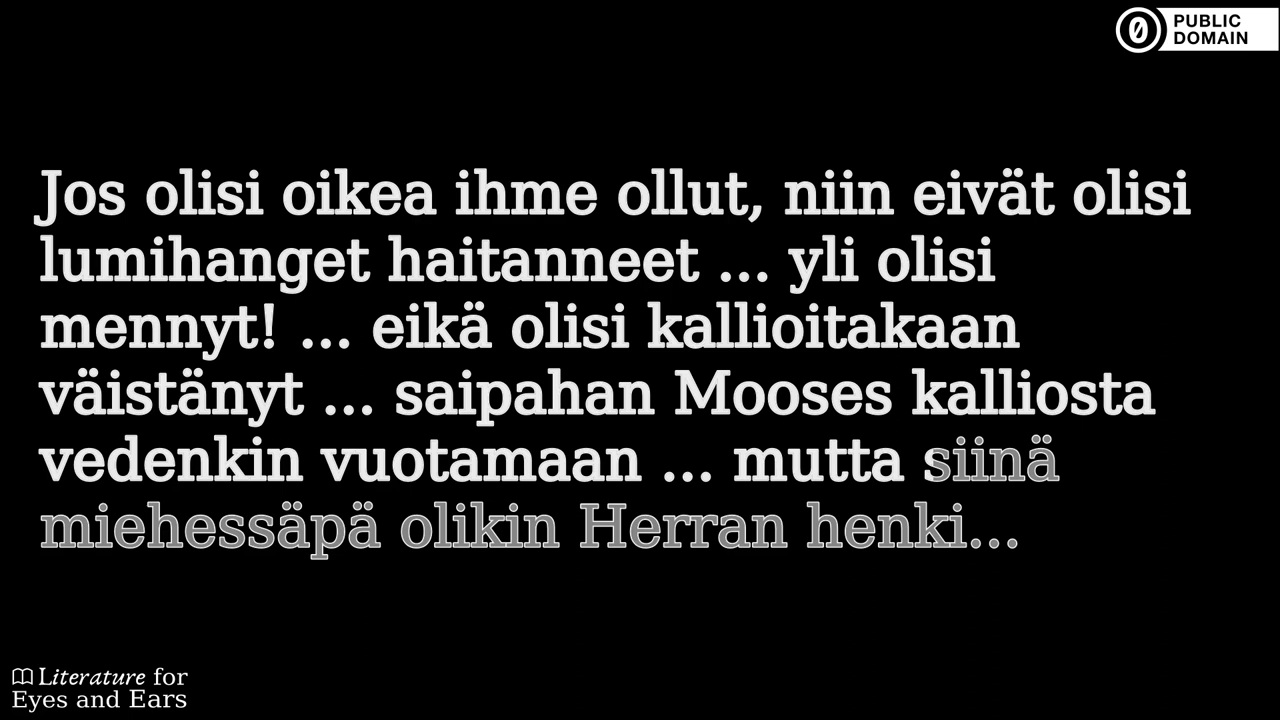 PUBLIC
DOMAIN
Jos olisi oikea ihme ollut, niin eivät olisi
lumihanget haitanneet ... yli olisi
mennyt! ... eikä olisi kallioitakaan
väistänyt ... saipahan Mooses kalliosta
vedenkin vuotamaan ... mutta siinä
miehessäpä olikin Herran henki...
Literature for
Eyes and Ears